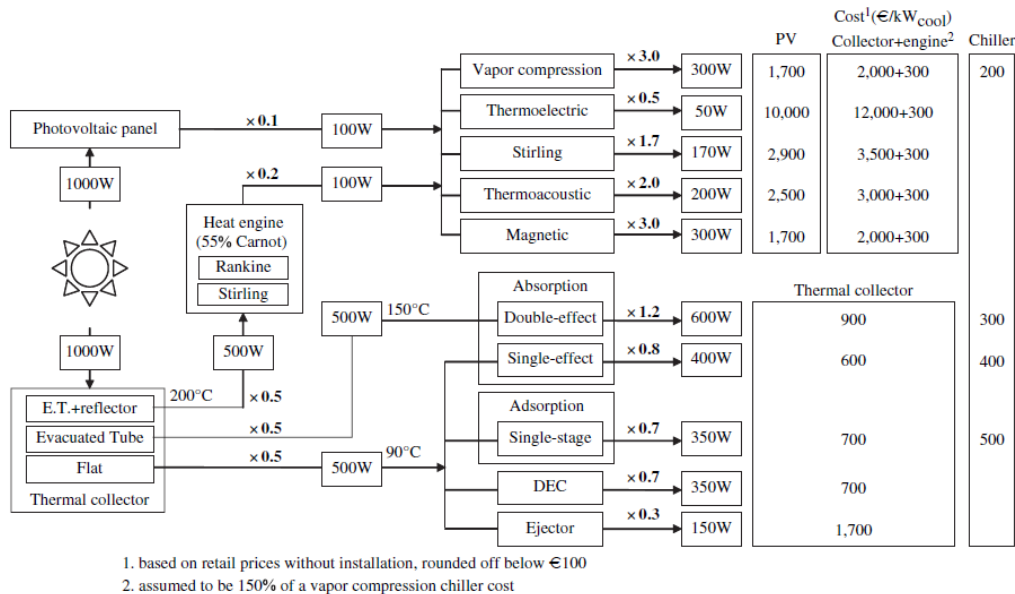 Cost1(€/kWcool)
PV Collector+engine2 Chiller
Vapor compression ×3.0 300W 1,700 2,000+300 200
Photovoltaic panel ×0.1 100W Thermoelectric ×0.5 50W 10,000 12,000+300
1000W Stirling ×1.7 170W 2,900 3,500+300
×0.2 100W Thermoacoustic ×2.0 200W 2,500 3,000+300
Magnetic ×3.0 300W 1,700 2,000+300
Heat engine
(55% Carnot)
Rankine
Stirling
Absorption Thermal collector
500W 150°C Double-effect ×1.2 600W 900 300
1000W 500W Single-effect ×0.8 400W 600 400
200°C
E.T.+reflector ×0.5 Adsorption
Evacuated Tube ×0.5 Single-stage ×0.7 350W 700 500
Flat ×0.5 500W 90°C
Thermal collector
DEC ×0.7 350W 700
Ejector ×0.3 150W 1,700
1. based on retail prices without installation, rounded off below €100
2. assumed to be 150% of a vapor compression chiller cost